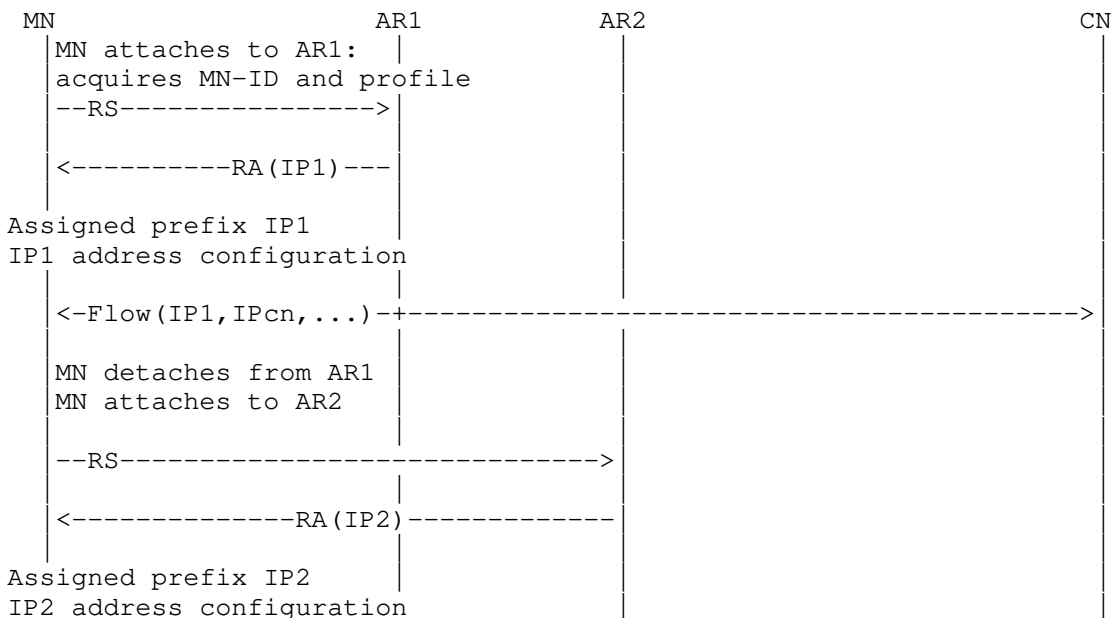 MN AR1 AR2 CN
MN attaches to AR1:
acquires MN-ID and profile
--RS---------------->
<----------RA(IP1)---
Assigned prefix IP1
IP1 address configuration
<-Flow(IP1,IPcn,...)-+------------------------------------------>
MN detaches from AR1
MN attaches to AR2
--RS------------------------------>
<--------------RA(IP2)-------------
Assigned prefix IP2
IP2 address configuration